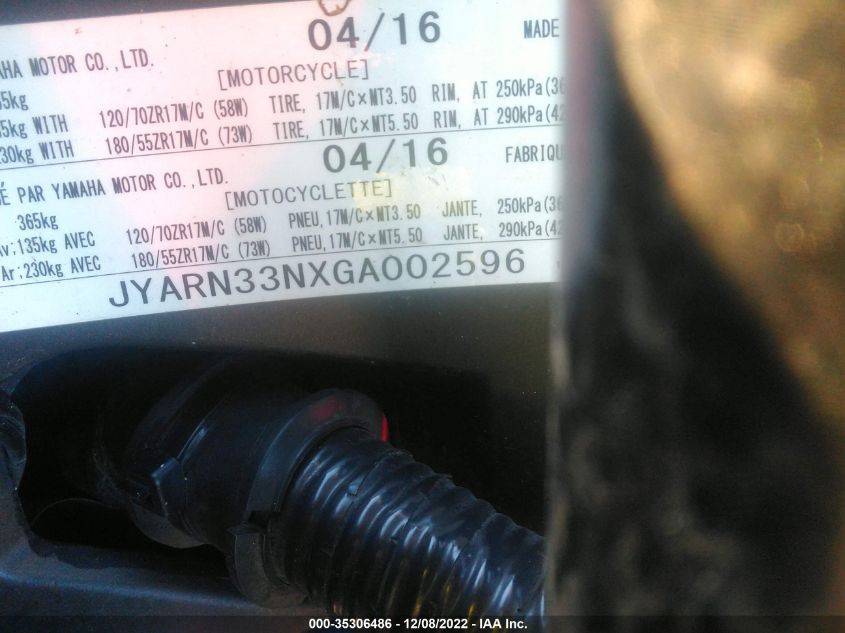 04/16 MADE
AHA MOTOR CO.,LTD.
[MOTORCYCLE]
5kg
5kg WITH 120/70ZR17M/C (58W) TIRE, 17M/C×MT3.50 RIM, AT 250kPa(36
230kg WITH 180/55ZR17M/C (73W) TIRE, 17M/C×MT5.50 RIM, AT 290kPa(42
04/16 FABRIQU
É PAR YAMAHA MOTOR CO.,LTD.
[MOTOCYCLETTE]
365kg
Av;135kg AVEC 120/70ZR17M/C (58W) PNEU,17M/C×MT3.50 JANTE, 250kPa(36
Ar;230kg AVEC 180/55ZR17M/C (73W) PNEU,17M/C×MT5.50 JANTE, 290kPa(42
JYARN33NXGA002596
000-35306486 - 12/08/2022 - IAA Inc.